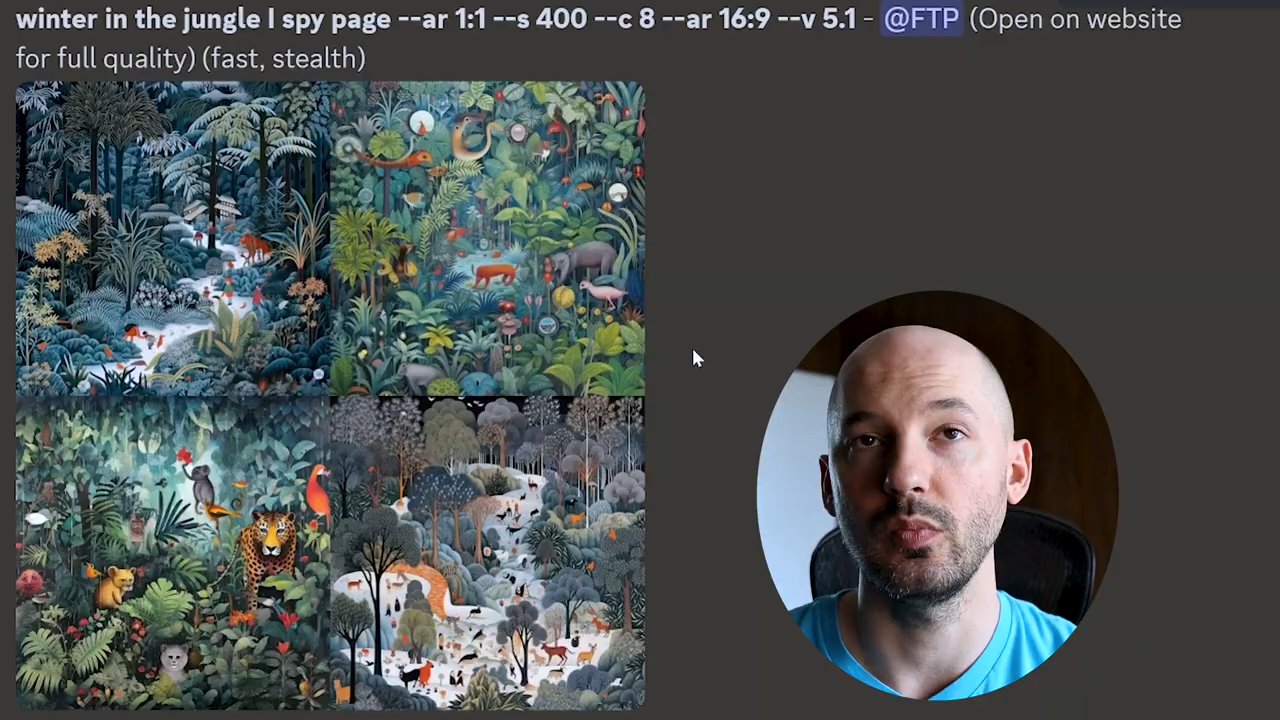 winter in the jungle I spy page --ar 1:1 --s 400 --c 8 --ar 16:9 --v 5.1 - @FTP (Open on website
for full quality) (fast, stealth)